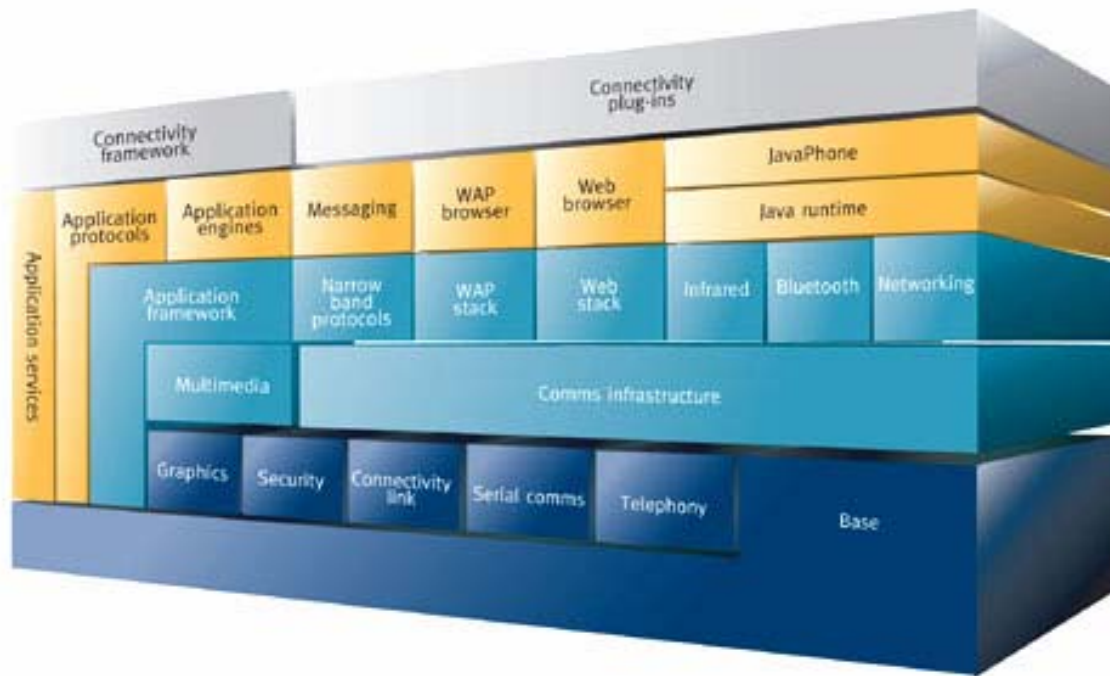 Connectivity
plug-ins
Connectivity
framework
JavaPhone
Java runtime
Application
protocols
Application
engines
Messaging
WAP
browser
Web
browser
Application services
Application
framework
Narrow
band
protocols
WAP
stack
Web
stack
Infrared
Bluetooth
Networking
Multimedia
Comms infrastructure
Graphics
Security
Connectivity
link
Serial comms
Telephony
Base